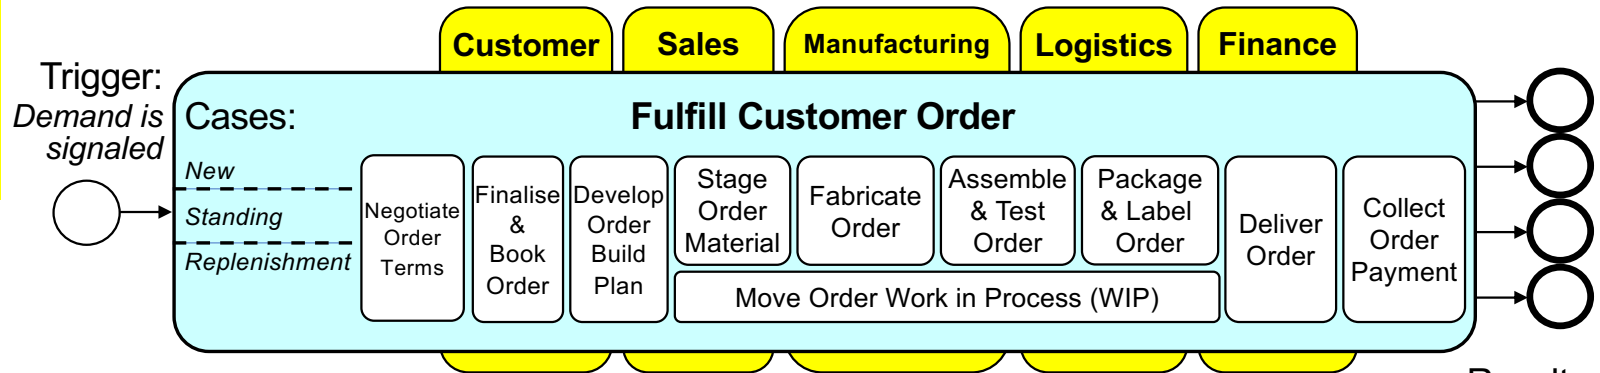 Customer
Sales
Manufacturing
Logistics
Finance
Trigger:
Demand is
signaled
Cases:
Fulfill Customer Order
New
Standing
Replenishment
Negotiate
Order
Terms
Finalise
&
Book
Order
Develop
Order
Build
Plan
Stage
Order
Material
Fabricate
Order
Assemble
& Test
Order
Package
& Label
Order
Move Order Work in Process (WIP)
Deliver
Order
Collect
Order
Payment